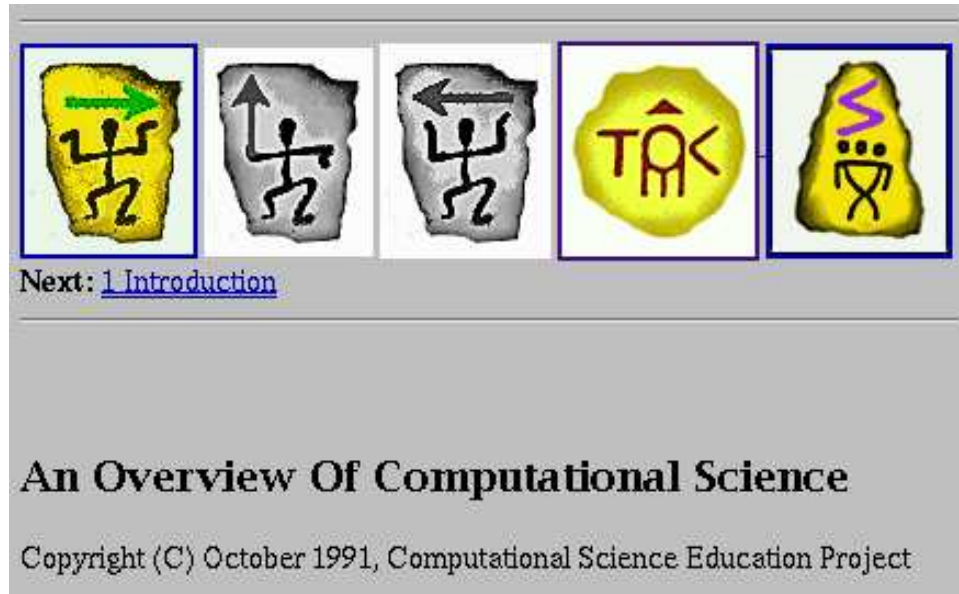 Next: 1 Introduction
An Overview Of Computational Science
Copyright (C) October 1991, Computational Science Education Project